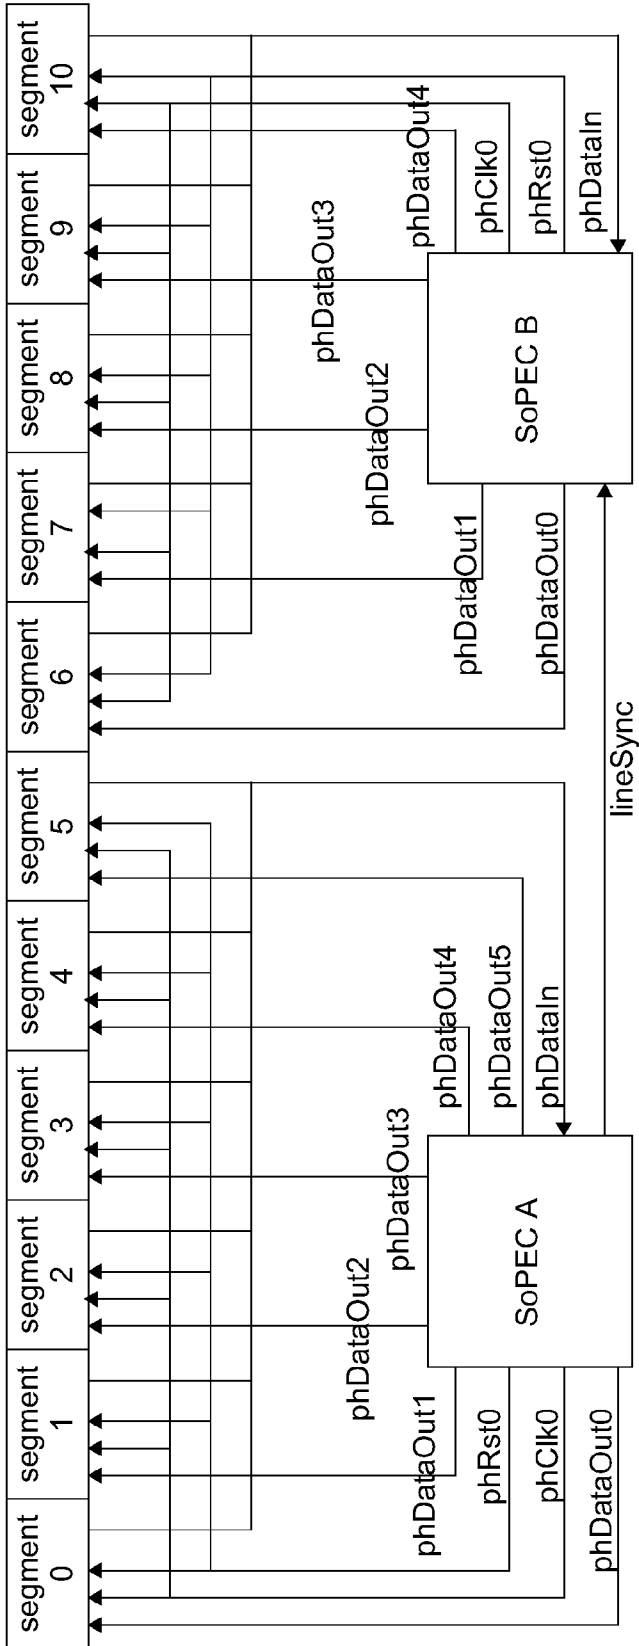 segment
0
segment
1
segment
2
segment
3
segment
4
segment
5
segment
6
segment
7
segment
8
segment
9
segment
10
phDataOut2
phDataOut3
phDataOut1
phRst0
phClk0
phDataOut0
SoPEC A
phDataOut4
phDataOut5
phDataIn
lineSync
phDataOut2
phDataOut3
phDataOut1
phDataOut0
SoPEC B
phDataOut4
phClk0
phRst0
phDataIn